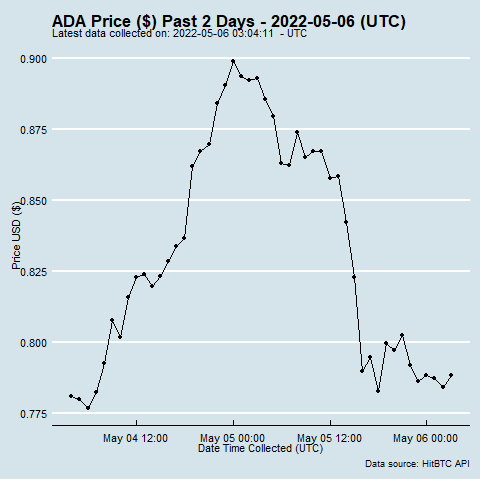 ADA Price ($) Past 2 Days - 2022-05-06 (UTC)
Latest data collected on: 2022-05-06 03:04:11  - UTC
0.900
0.875
0.850
0.825
0.800
0.775
Price USD ($)
May 04 12:00
May 05 00:00
May 05 12:00
May 06 00:00
Date Time Collected (UTC)
Data source: HitBTC API